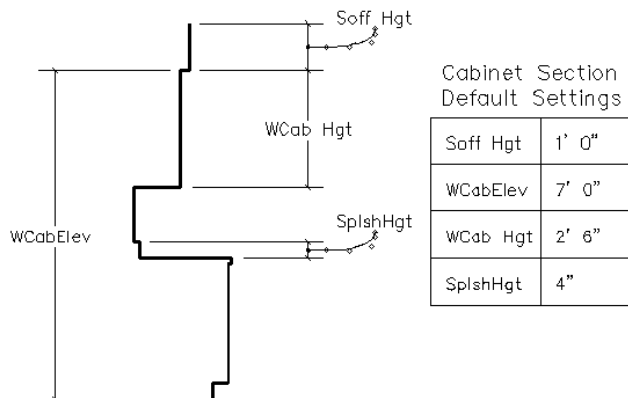 Soff Hgt
WCab Hgt
SplshHgt
WCabElev
Cabinet Section
Default Settings
Soff Hgt 1' 0"
WCabElev 7' 0"
WCab Hgt 2' 6"
SplshHgt 4"